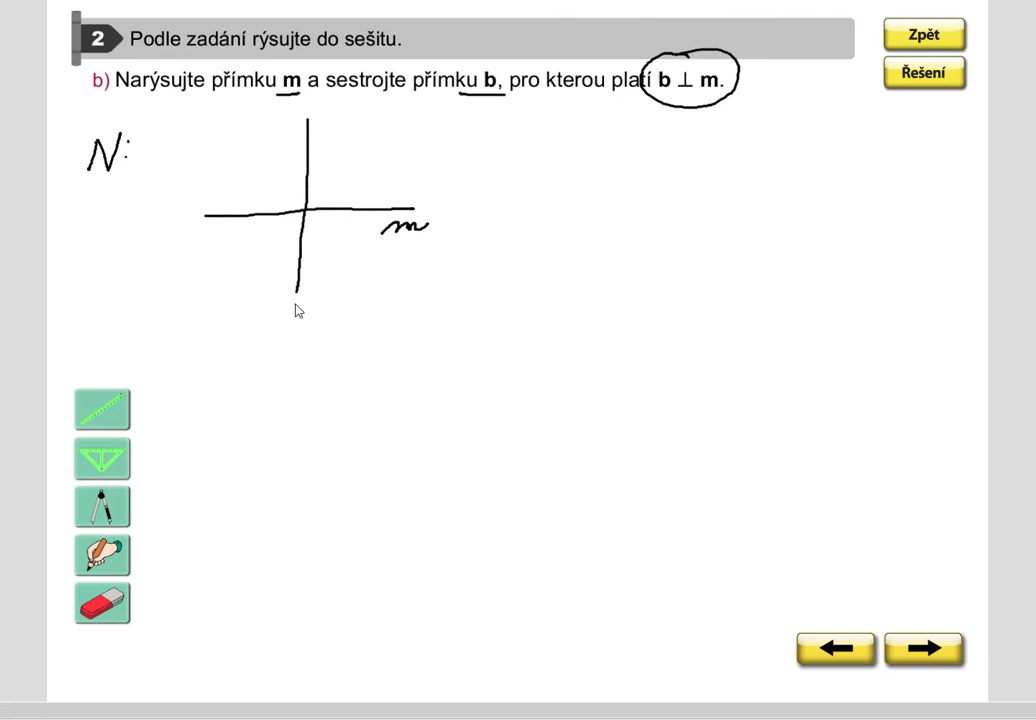 2 Podle zadání rýsujte do sešitu.
Zpět
Řešení
b) Narýsujte přímku m a sestrojte přímku b, pro kterou platí b ⊥ m.
N:
m